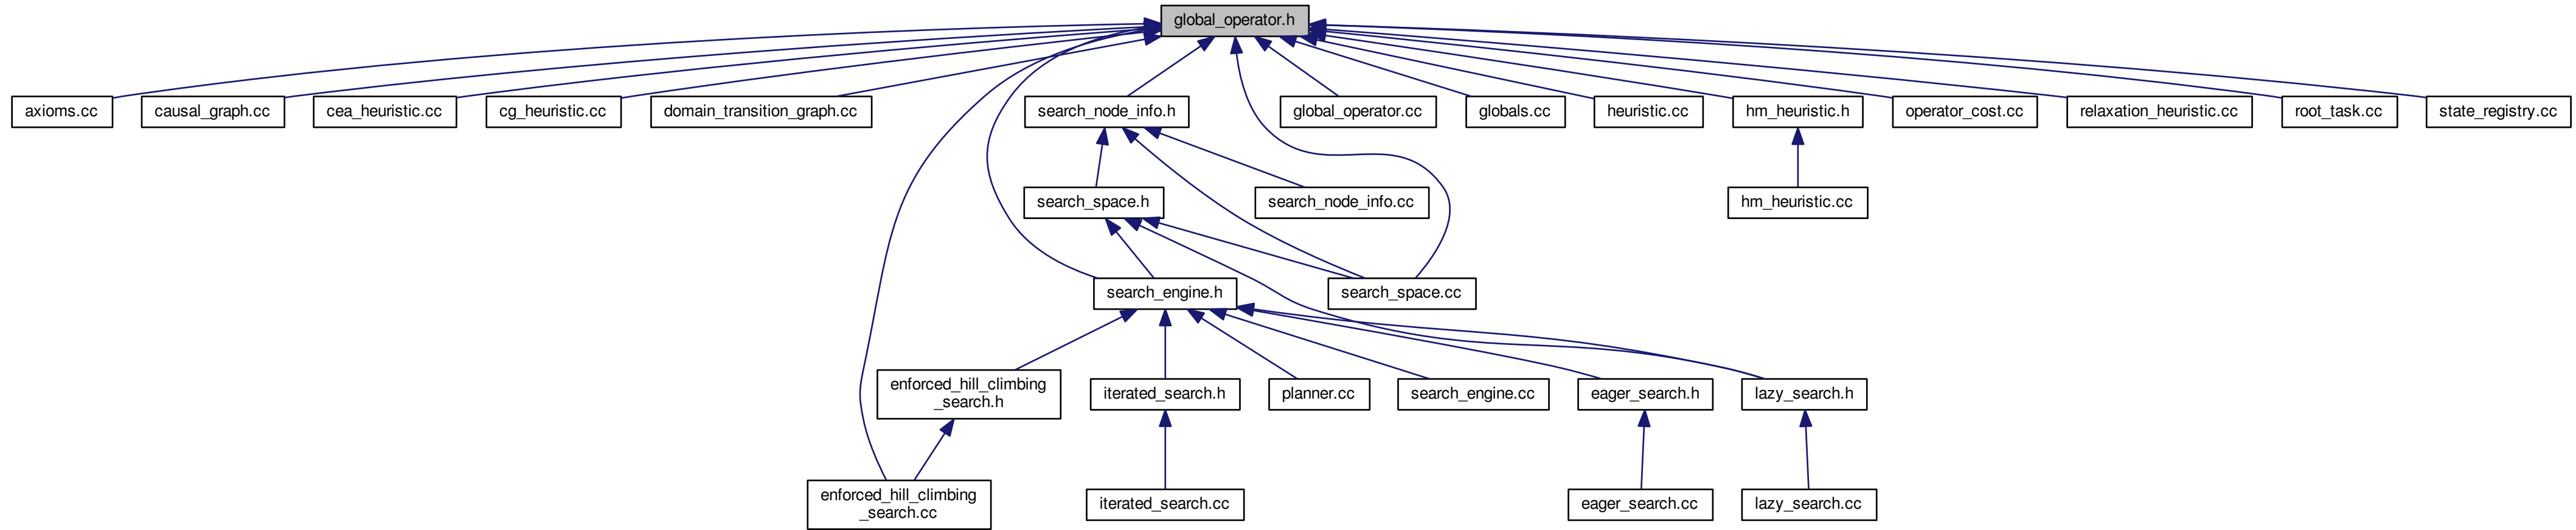 global_operator.h
axioms.cc
causal_graph.cc
cea_heuristic.cc
cg_heuristic.cc
domain_transition_graph.cc
search_node_info.h
global_operator.cc
globals.cc
heuristic.cc
hm_heuristic.h
operator_cost.cc
relaxation_heuristic.cc
root_task.cc
state_registry.cc
search_space.h
search_node_info.cc
hm_heuristic.cc
search_engine.h
search_space.cc
enforced_hill_climbing
_search.h
iterated_search.h
planner.cc
search_engine.cc
eager_search.h
lazy_search.h
enforced_hill_climbing
_search.cc
iterated_search.cc
eager_search.cc
lazy_search.cc